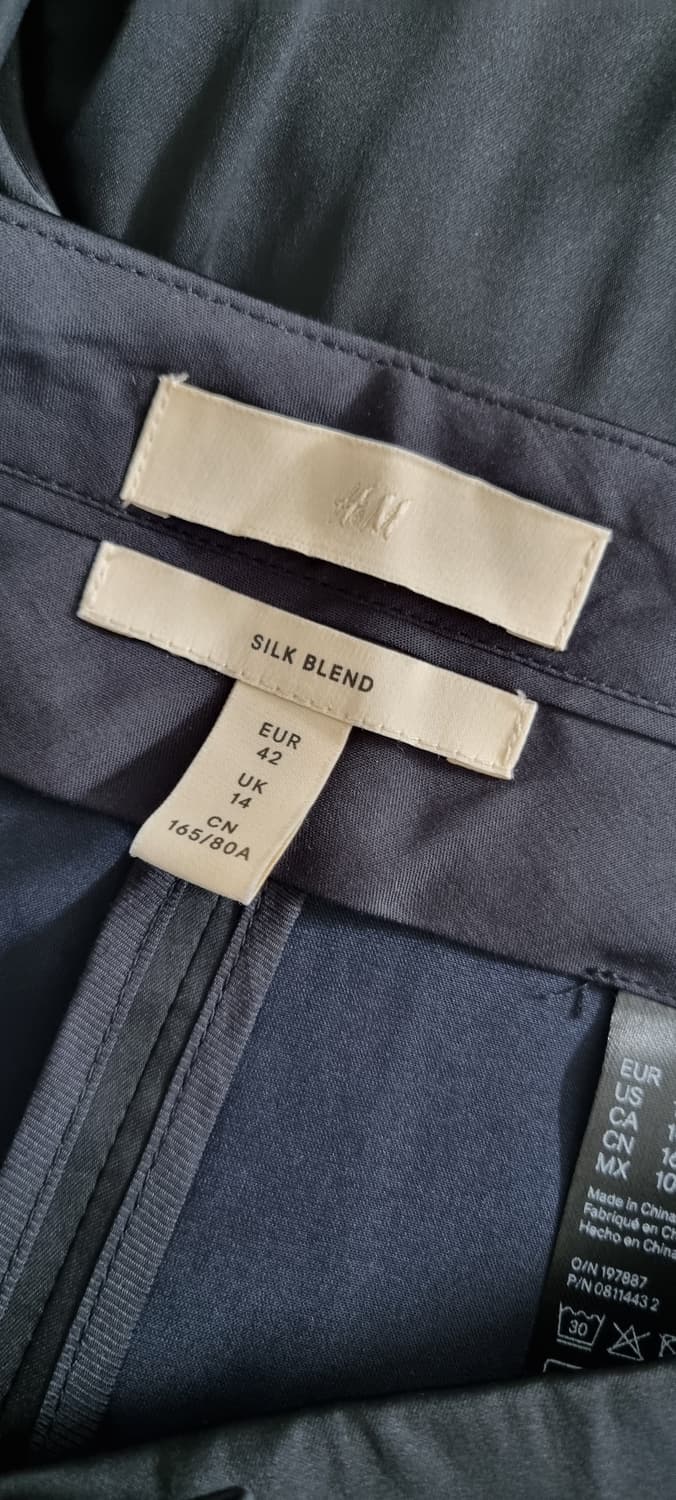 H&M
SILK BLEND
EUR
42
UK
14
CN
165/80A
EUR
US
CA
CN
MX 10
Made in China
Fabriqué en
Hecho en China
O/N 197887
P/N 0811443 2
30